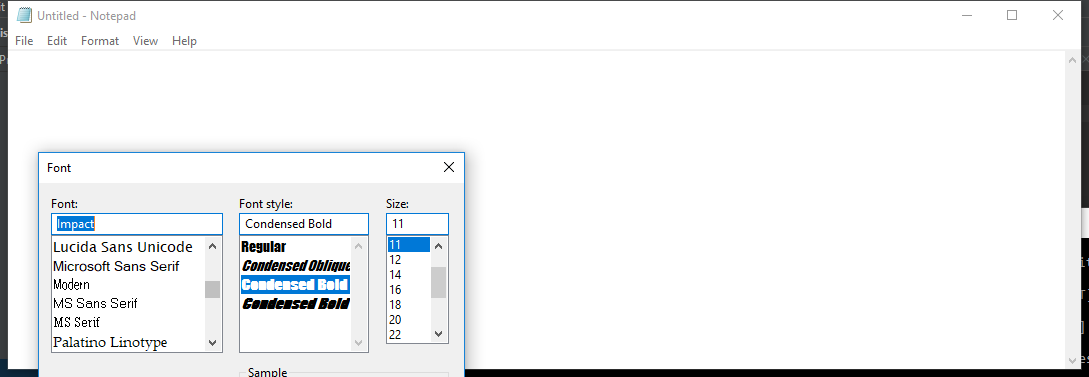 Untitled - Notepad
File Edit Format View Help
Font
Font: Font style: Size:
Impact Condensed Bold 11
Lucida Sans Unicode
Microsoft Sans Serif
Modern
MS Sans Serif
MS Serif
Palatino Linotype
Regular
Condensed Oblique
Condensed Bold
Condensed Bold
11
12
14
16
18
20
22
Sample